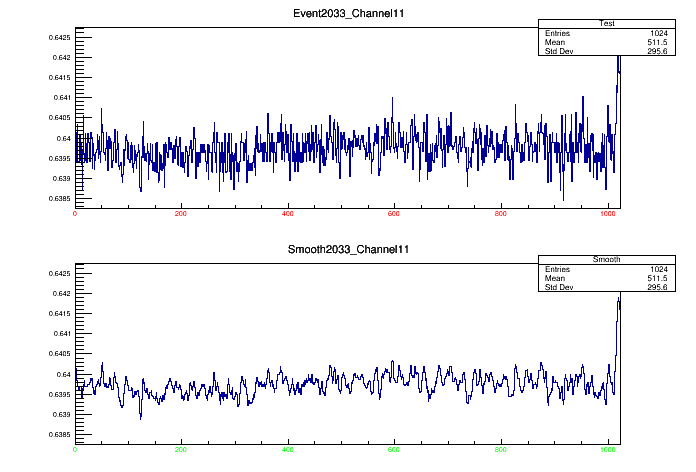 Event2033_Channel11
Test
Entries 1024
Mean 511.5
Std Dev 295.6
0.6425
0.642
0.6415
0.641
0.6405
0.64
0.6395
0.639
0.6385
0 200 400 600 800 1000
Smooth2033_Channel11
Smooth
Entries 1024
Mean 511.5
Std Dev 295.6
0.6425
0.642
0.6415
0.641
0.6405
0.64
0.6395
0.639
0.6385
0 200 400 600 800 1000